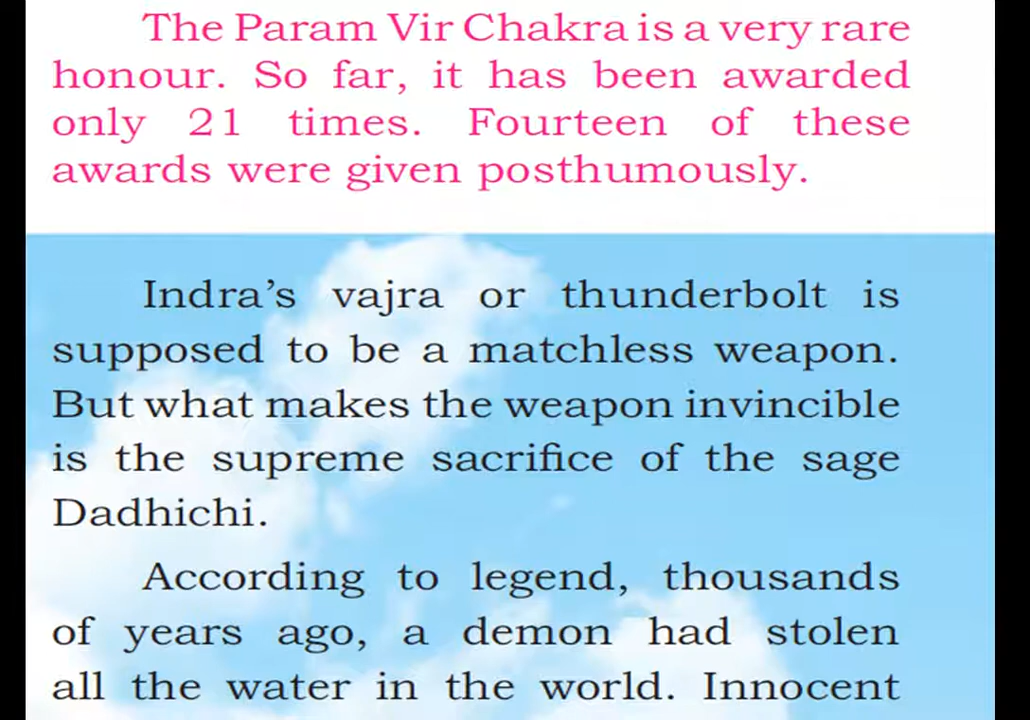 The Param Vir Chakra is a very rare
honour. So far, it has been awarded
only 21 times. Fourteen of these
awards were given posthumously.
Indra's vajra or thunderbolt is
supposed to be a matchless weapon.
But what makes the weapon invincible
is the supreme sacrifice of the sage
Dadhichi.
According to legend, thousands
of years ago, a demon had stolen
all the water in the world. Innocent